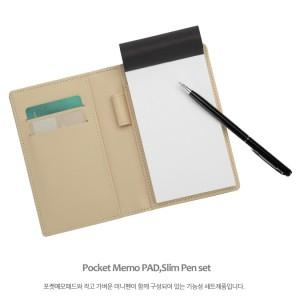 Pocket Memo PAD,Slim Pen set
포켓메모패드와 작고 가벼운 미니펜이 함께 구성되어 있는 기능성 세트제품입니다.